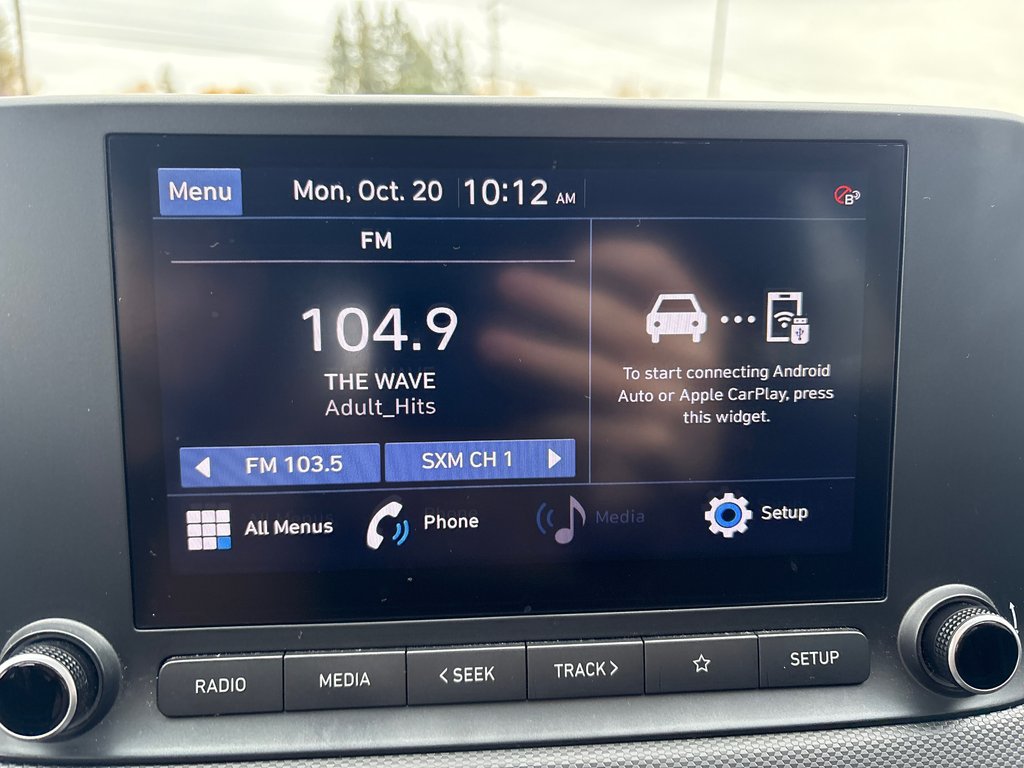 Menu Mon, Oct. 20 10:12 AM
B
FM
104.9
THE WAVE
Adult_Hits
FM 103.5 SXM CH 1
To start connecting Android
Auto or Apple CarPlay, press
this widget.
All Menus Phone Media Setup
RADIO MEDIA <SEEK TRACK> SETUP